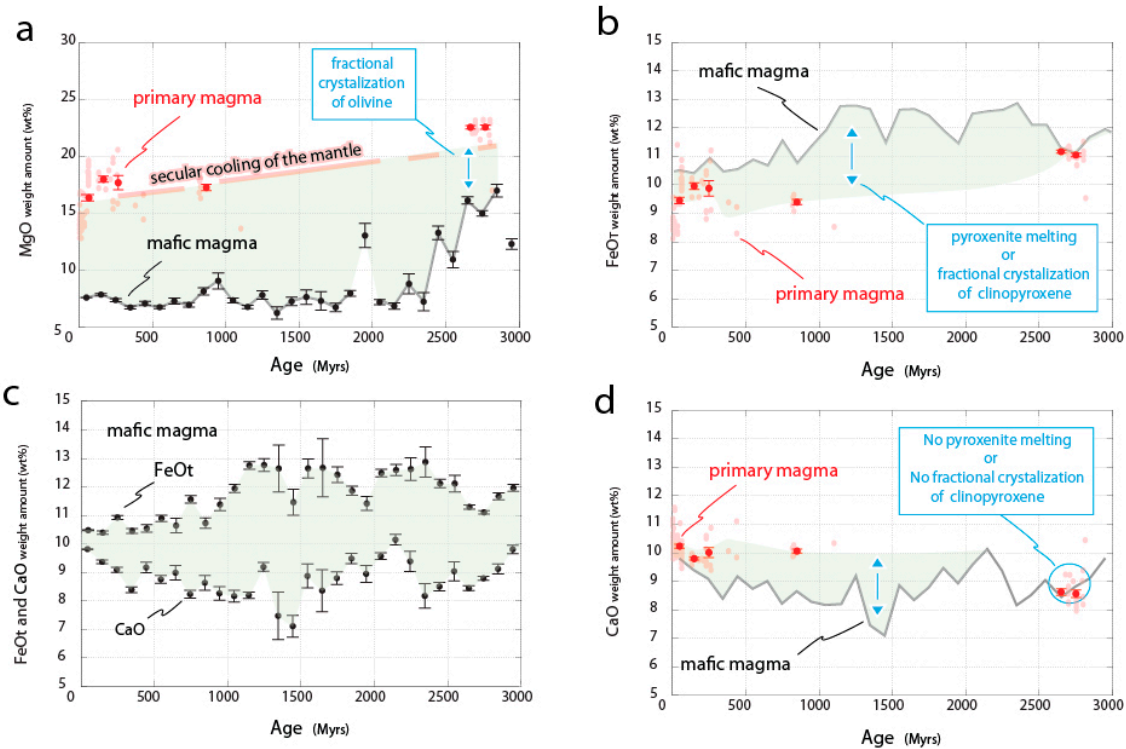 a
30
25
20
15
10
5
0
500
1000
1500
2000
2500
3000
MgO weight amount (wt%)
Age (Myrs)
primary magma
fractional
crystalization
of olivine
secular cooling of the mantle
mafic magma
b
15
14
13
12
11
10
9
8
7
6
5
0
500
1000
1500
2000
2500
3000
FeOT weight amount (wt%)
Age (Myrs)
mafic magma
primary magma
pyroxenite melting
or
fractional crystalization
of clinopyroxene
c
15
14
13
12
11
10
9
8
7
6
5
0
500
1000
1500
2000
2500
3000
FeOt and CaO weight amount (wt%)
Age (Myrs)
mafic magma
FeOt
CaO
d
15
14
13
12
11
10
9
8
7
6
5
0
500
1000
1500
2000
2500
3000
CaO weight amount (wt%)
Age (Myrs)
primary magma
No pyroxenite melting
or
No fractional crystalization
of clinopyroxene
mafic magma